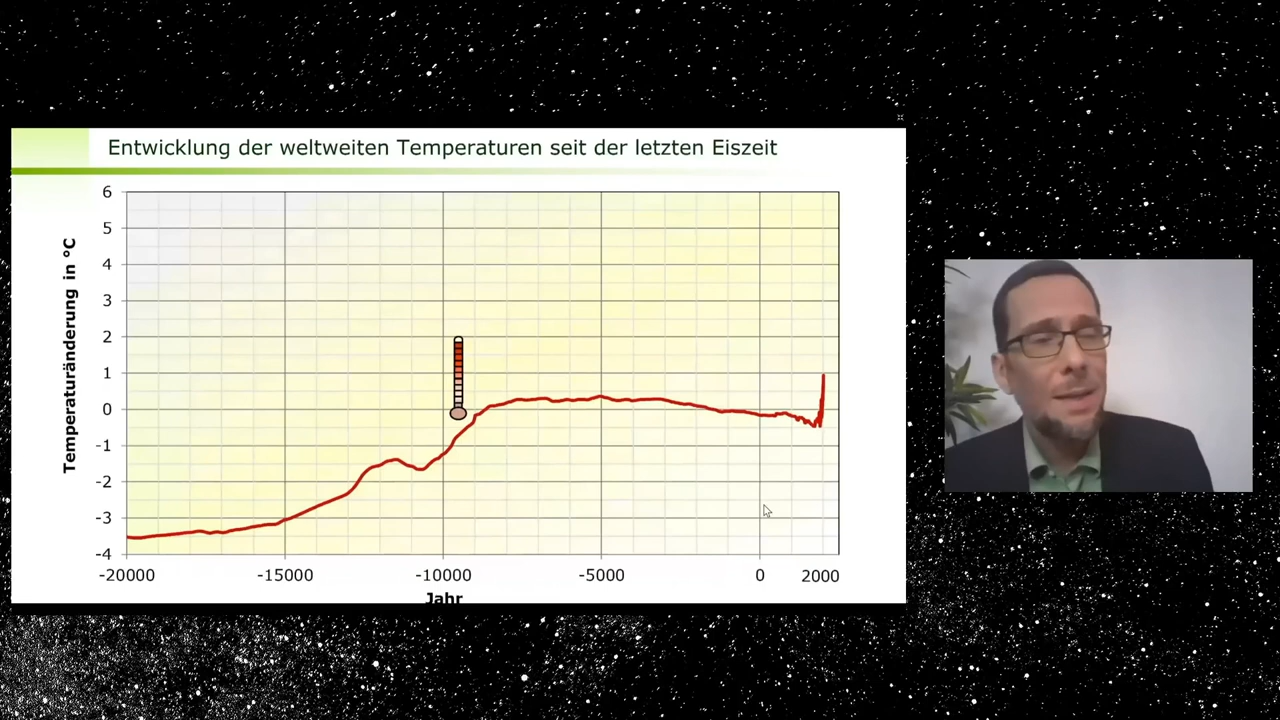 Entwicklung der weltweiten Temperaturen seit der letzten Eiszeit
Temperaturänderung in °C
6
5
4
3
2
1
0
-1
-2
-3
-4
-20000 -15000 -10000 -5000 0 2000
Jahr